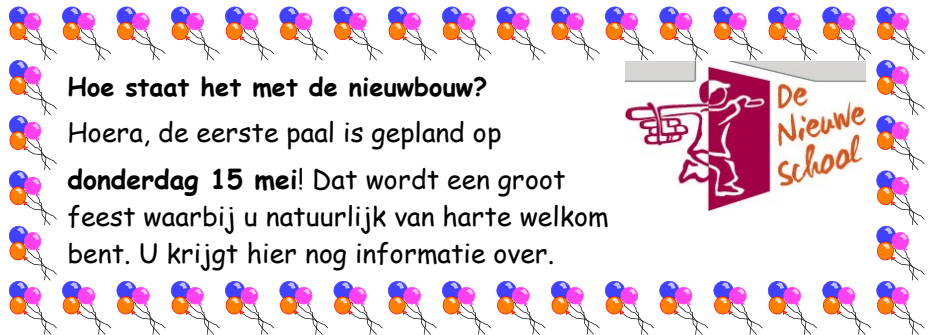 Hoe staat het met de nieuwbouw?
Hoera, de eerste paal is gepland op
donderdag 15 mei! Dat wordt een groot
feest waarbij u natuurlijk van harte welkom
bent. U krijgt hier nog informatie over.
De
Nieuwe
School